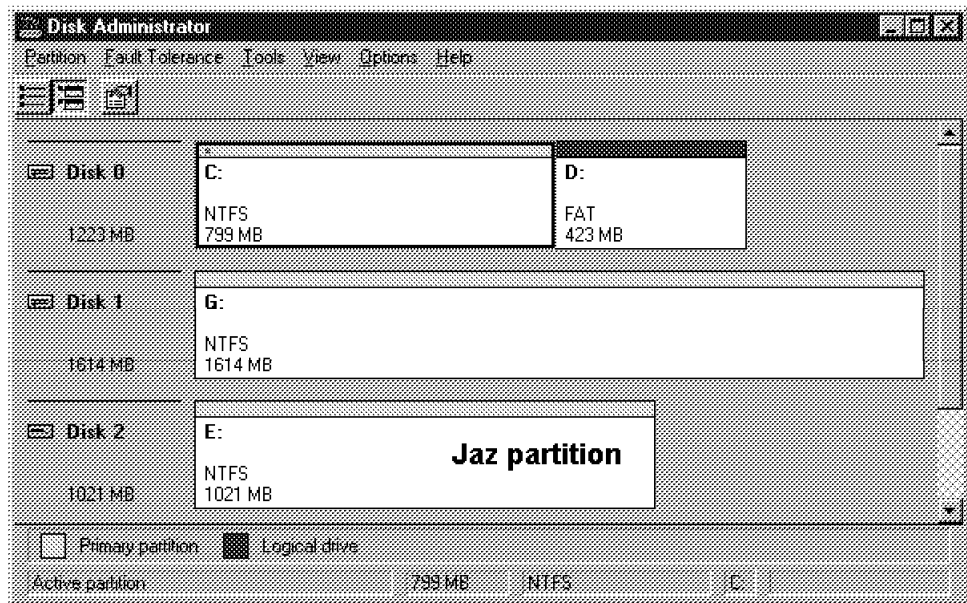 Disk Administrator
Partition Fault Tolerance Tools View Options Help
Disk 0
1223 MB
* C:
NTFS
799 MB
D:
FAT
423 MB
Disk 1
1614 MB
G:
NTFS
1614 MB
Disk 2
1021 MB
E:
NTFS
1021 MB
Jaz partition
Primary partition Logical drive
Active partition 799 MB NTFS C: